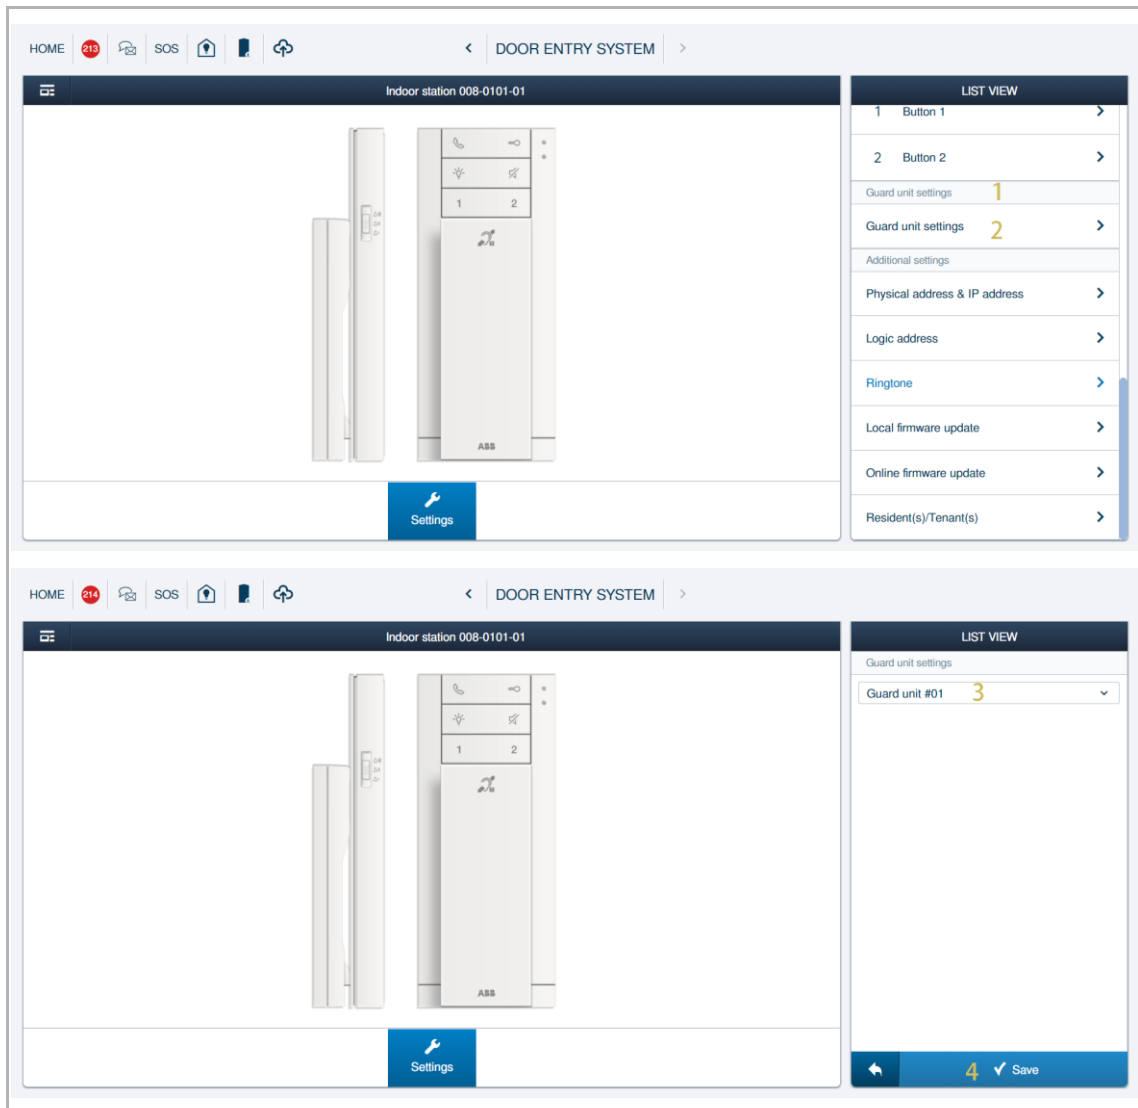 HOME 213 SOS DOOR ENTRY SYSTEM
Indoor station 008-0101-01
1 2
ABB
Settings
LIST VIEW
1 Button 1
2 Button 2
Guard unit settings 1
Guard unit settings 2
Additional settings
Physical address & IP address
Logic address
Ringtone
Local firmware update
Online firmware update
Resident(s)/Tenant(s)
HOME 214 SOS DOOR ENTRY SYSTEM
Indoor station 008-0101-01
1 2
ABB
Settings
LIST VIEW
Guard unit settings
Guard unit #01 3
4 Save